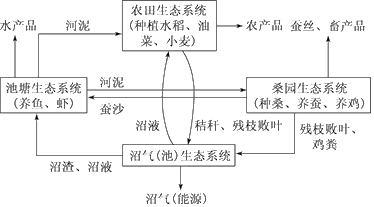 水产品
河泥
农田生态系统
(种植水稻、油
菜、小麦)
农产品
蚕丝、畜产品
池塘生态系统
(养鱼、虾)
河泥
蚕沙
桑园生态系统
(种桑、养蚕、养鸡)
沼液
秸秆、残枝败叶
残枝败叶、
鸡粪
沼渣、沼液
沼气(池)生态系统
沼气(能源)